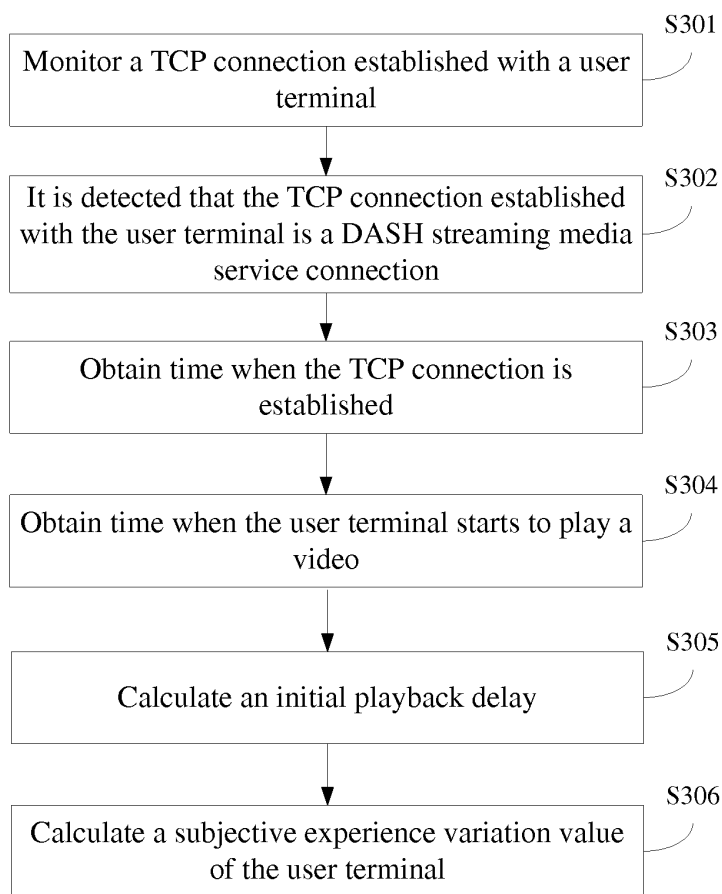 S301
Monitor a TCP connection established with a user
terminal
S302
It is detected that the TCP connection established
with the user terminal is a DASH streaming media
service connection
S303
Obtain time when the TCP connection is
established
S304
Obtain time when the user terminal starts to play a
video
S305
Calculate an initial playback delay
S306
Calculate a subjective experience variation value
of the user terminal